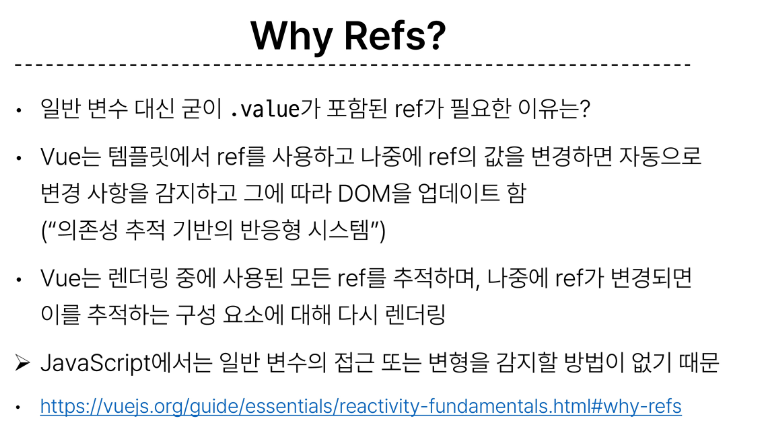 Why Refs?
• 일반 변수 대신 굳이 .value가 포함된 ref가 필요한 이유는?
• Vue는 템플릿에서 ref를 사용하고 나중에 ref의 값을 변경하면 자동으로
변경 사항을 감지하고 그에 따라 DOM을 업데이트 함
(“의존성 추적 기반의 반응형 시스템”)
• Vue는 렌더링 중에 사용된 모든 ref를 추적하며, 나중에 ref가 변경되면
이를 추적하는 구성 요소에 대해 다시 렌더링
➢ JavaScript에서는 일반 변수의 접근 또는 변형을 감지할 방법이 없기 때문
• https://vuejs.org/guide/essentials/reactivity-fundamentals.html#why-refs